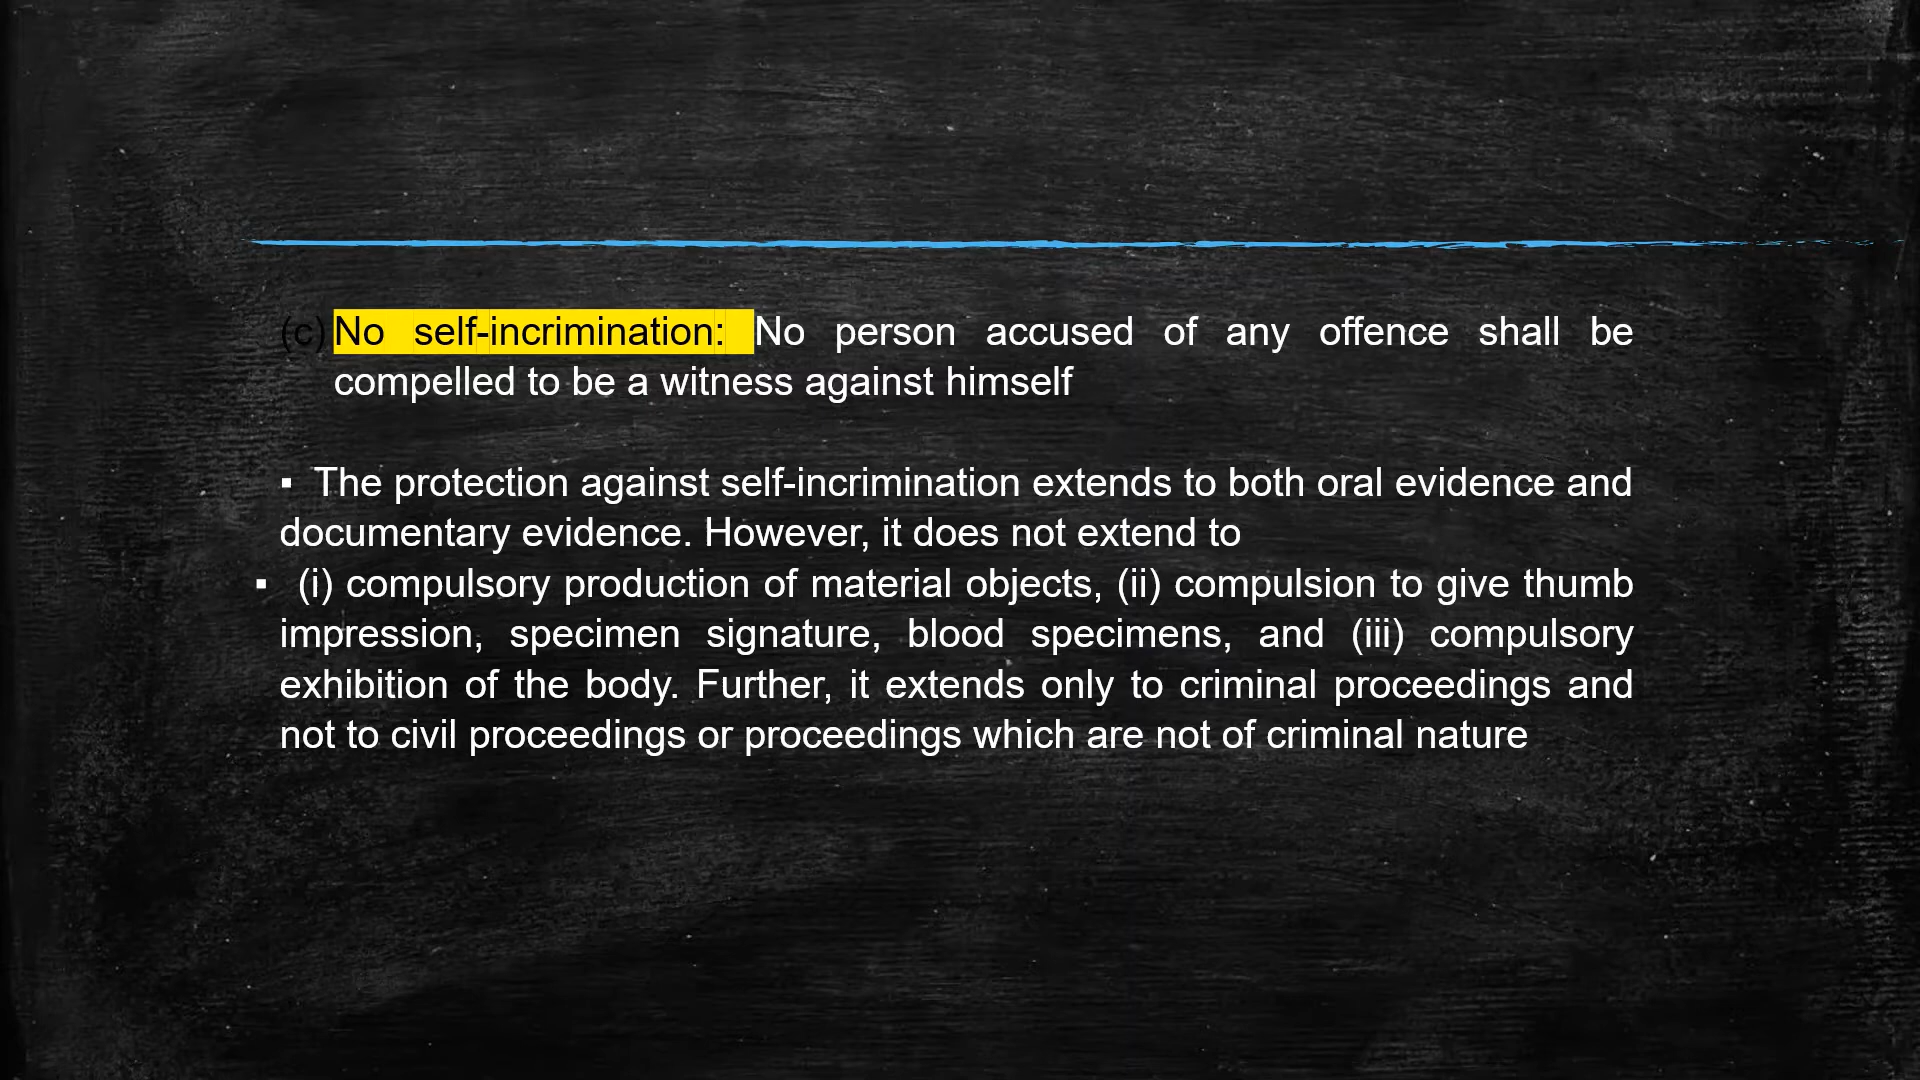 (c) No self-incrimination: No person accused of any offence shall be
compelled to be a witness against himself
▪ The protection against self-incrimination extends to both oral evidence and
documentary evidence. However, it does not extend to
▪ (i) compulsory production of material objects, (ii) compulsion to give thumb
impression, specimen signature, blood specimens, and (iii) compulsory
exhibition of the body. Further, it extends only to criminal proceedings and
not to civil proceedings or proceedings which are not of criminal nature